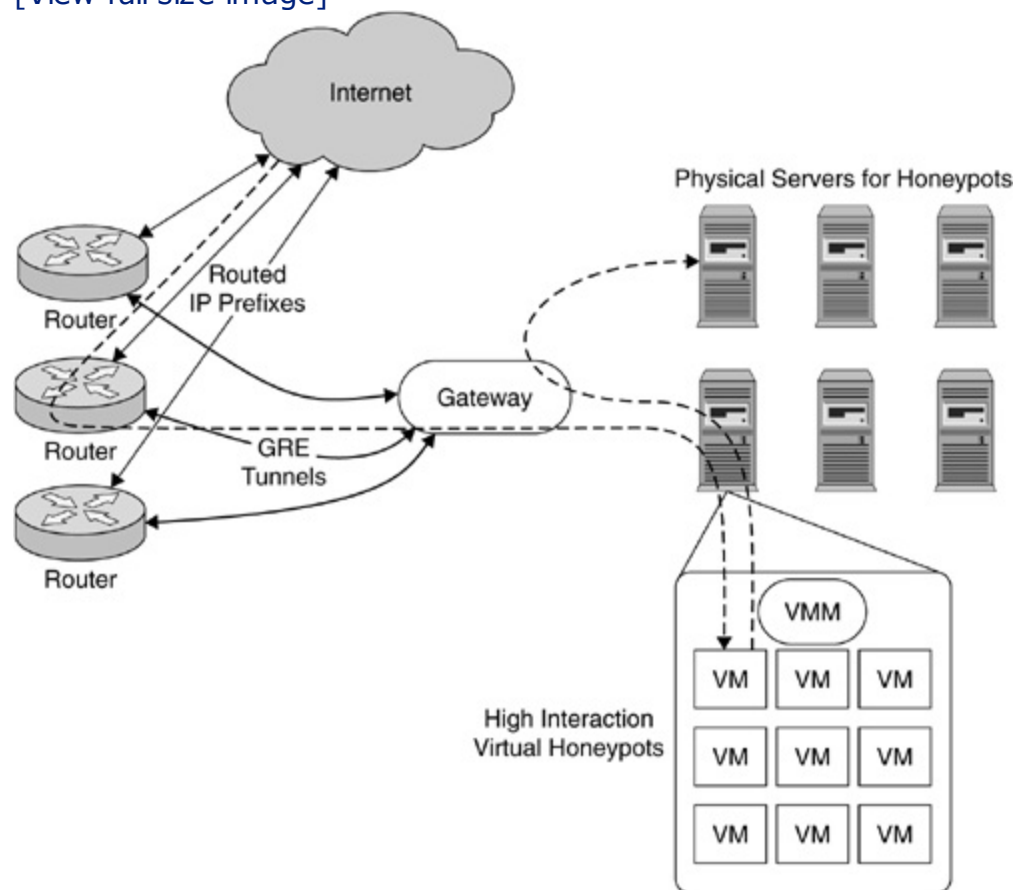 [View full size image]
Internet
Physical Servers for Honeypots
Routed
IP Prefixes
Router
Gateway
Router
GRE
Tunnels
Router
VMM
VM VM VM
High Interaction
Virtual Honeypots
VM VM VM
VM VM VM